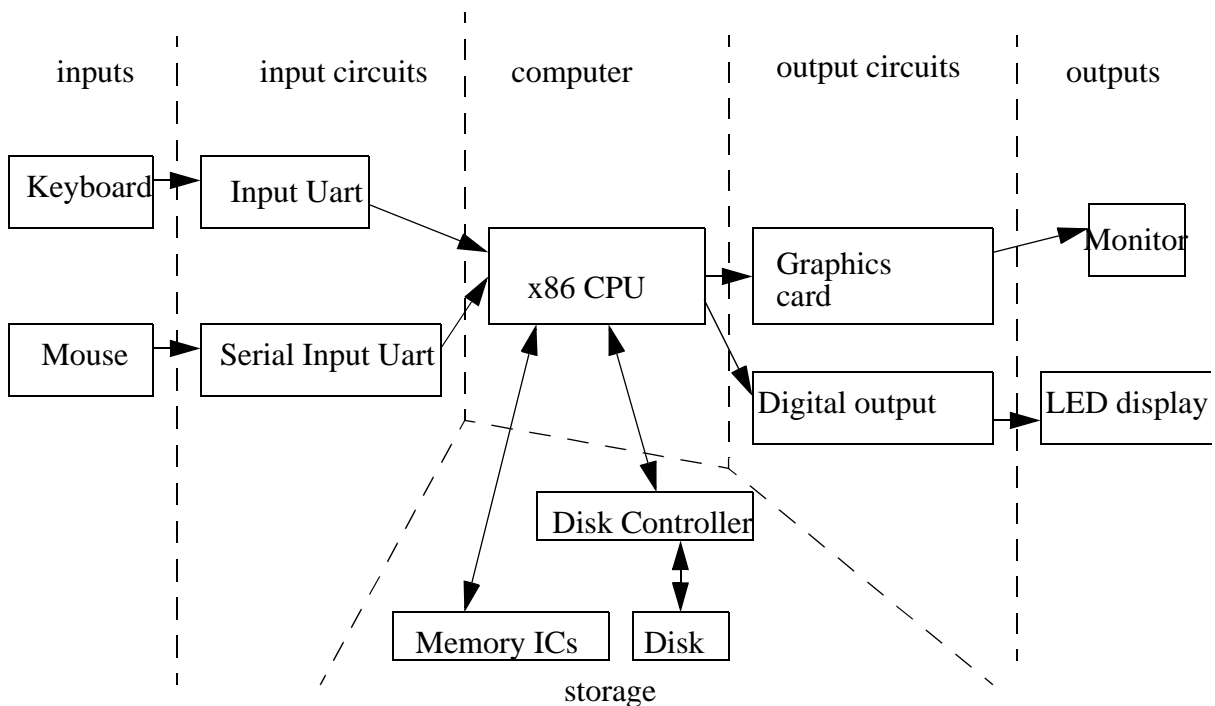 inputs
input circuits
computer
output circuits
outputs
Keyboard
Input Uart
x86 CPU
Graphics
card
Monitor
Mouse
Serial Input Uart
Digital output
LED display
Disk Controller
Memory ICs
Disk
storage